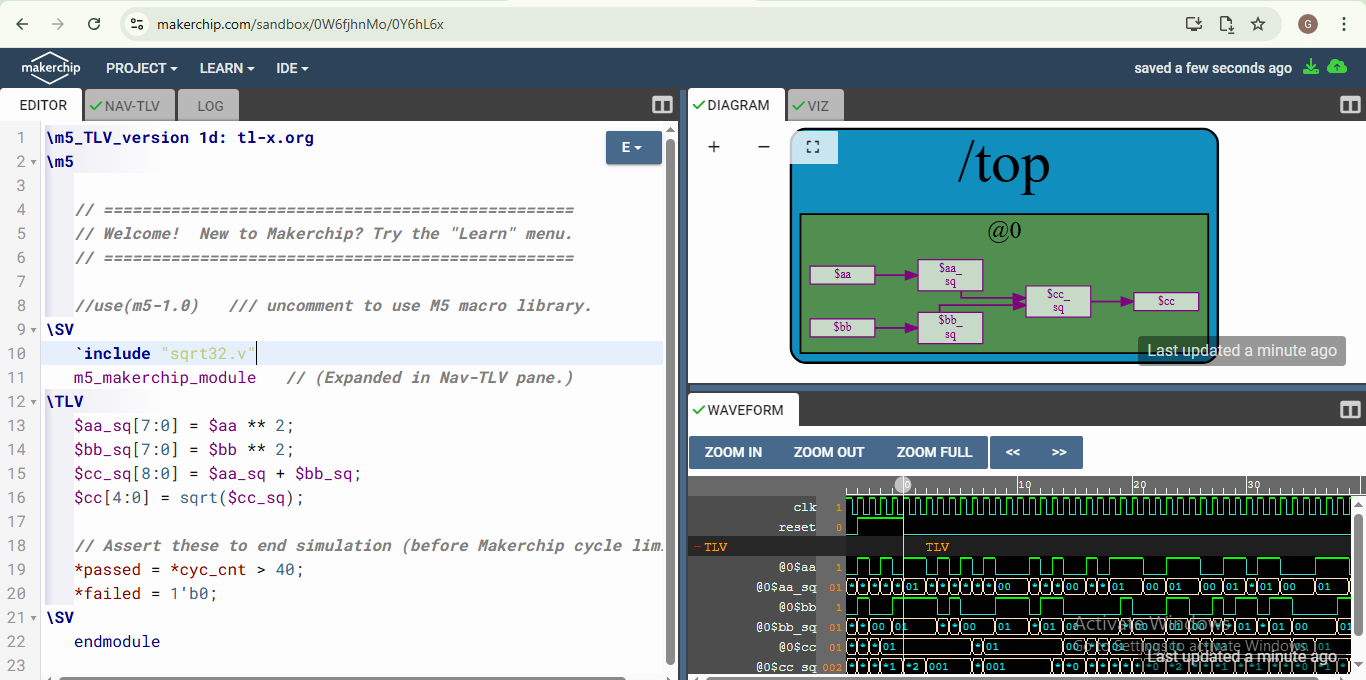 makerchip.com/sandbox/0W6fjhnMo/0Y6hL6x
G
makerchip PROJECT LEARN IDE saved a few seconds ago
EDITOR NAV-TLV LOG
1 \m5_TLV_version 1d: tl-x.org
2 \m5
3
4 // =================================================
5 // Welcome!  New to Makerchip? Try the "Learn" menu.
6 // =================================================
7
8 //use(m5-1.0)   /// uncomment to use M5 macro library.
9 \SV
10 `include "sqrt32.v"
11 m5_makerchip_module   // (Expanded in Nav-TLV pane.)
12 \TLV
13 $aa_sq[7:0] = $aa ** 2;
14 $bb_sq[7:0] = $bb ** 2;
15 $cc_sq[8:0] = $aa_sq + $bb_sq;
16 $cc[4:0] = sqrt($cc_sq);
17
18 // Assert these to end simulation (before Makerchip cycle lim
19 *passed = *cyc_cnt > 40;
20 *failed = 1'b0;
21 \SV
22 endmodule
23
E
DIAGRAM VIZ
+ −
/top
@0
$aa
$aa_
sq
$bb
$bb_
sq
$cc_
sq
$cc
Last updated a minute ago
WAVEFORM
ZOOM IN ZOOM OUT ZOOM FULL << >>
0 10 20 30
clk 1
reset 0
- TLV TLV
@0$aa 1
@0$aa_sq 01
@0$bb 1
@0$bb_sq 01
@0$cc 01
@0$cc_sq 002
Activate Windows
Go to Settings to activate Windows.
Last updated a minute ago